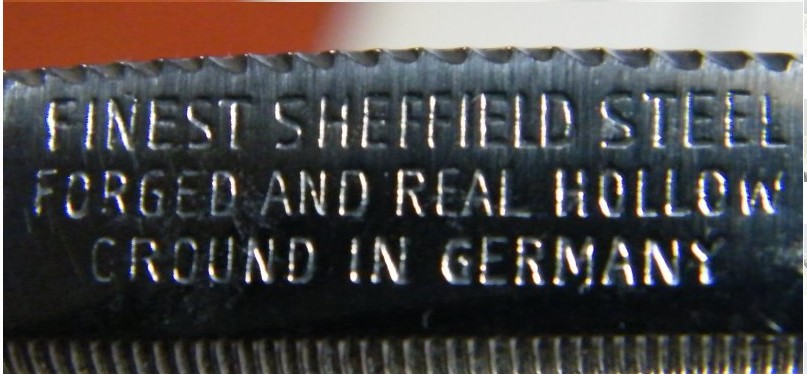 FINEST SHEFFIELD STEEL
FORGED AND REAL HOLLOW
GROUND IN GERMANY